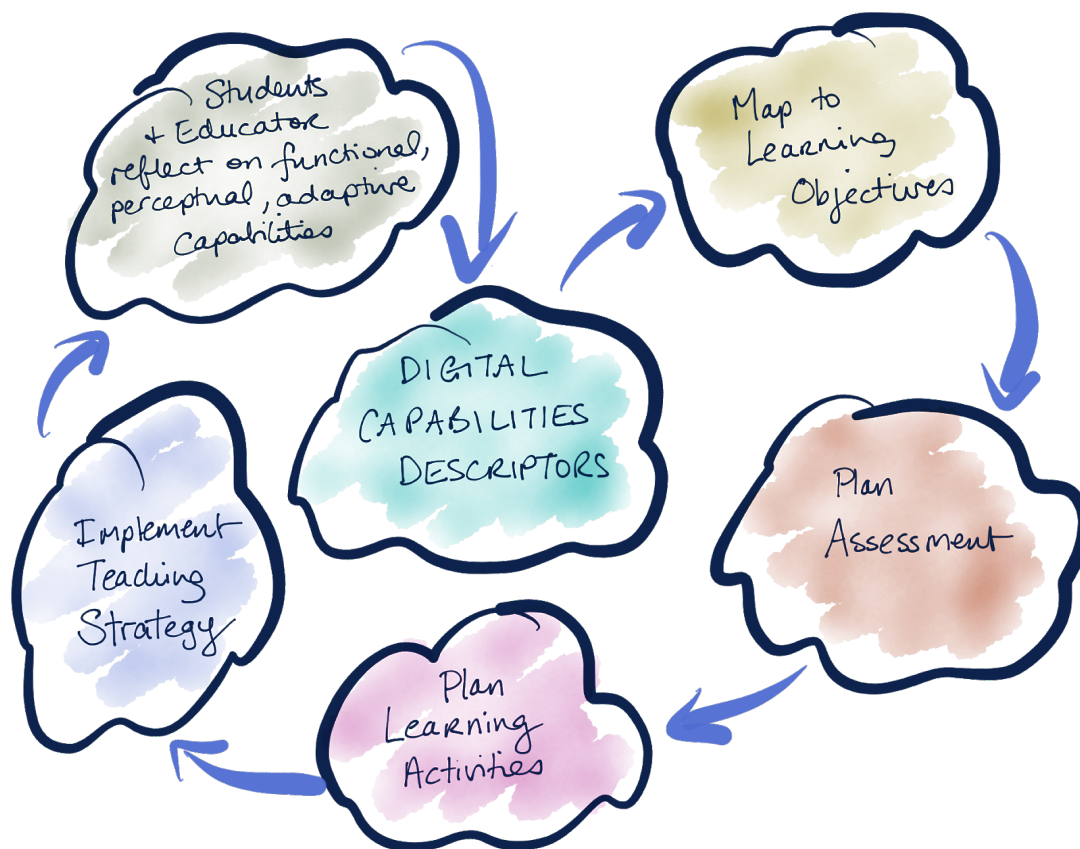 Students
+ Educator
reflect on functional,
perceptual, adaptive
Capabilities
Map to
Learning
Objectives
DIGITAL
CAPABILITIES
DESCRIPTORS
Plan
Assessment
Implement
Teaching
Strategy
Plan
Learning
Activities